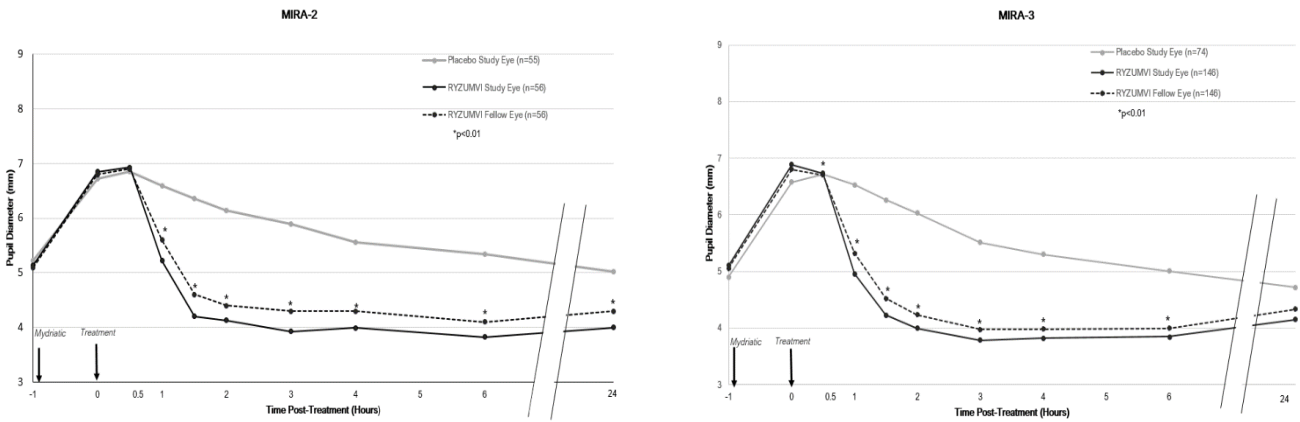 MIRA-2
9
8
7
6
5
4
3
Pupil Diameter (mm)
Placebo Study Eye (n=55)
RYZUMVI Study Eye (n=56)
RYZUMVI Fellow Eye (n=56)
*p<0.01
* * * * * * *
Mydriatic
Treatment
-1 0 0.5 1 2 3 4 5 6 24
Time Post-Treatment (Hours)
MIRA-3
9
8
7
6
5
4
3
Pupil Diameter (mm)
Placebo Study Eye (n=74)
RYZUMVI Study Eye (n=146)
RYZUMVI Fellow Eye (n=146)
*p<0.01
* * * * * * *
Mydriatic
Treatment
-1 0 0.5 1 2 3 4 5 6 24
Time Post-Treatment (Hours)